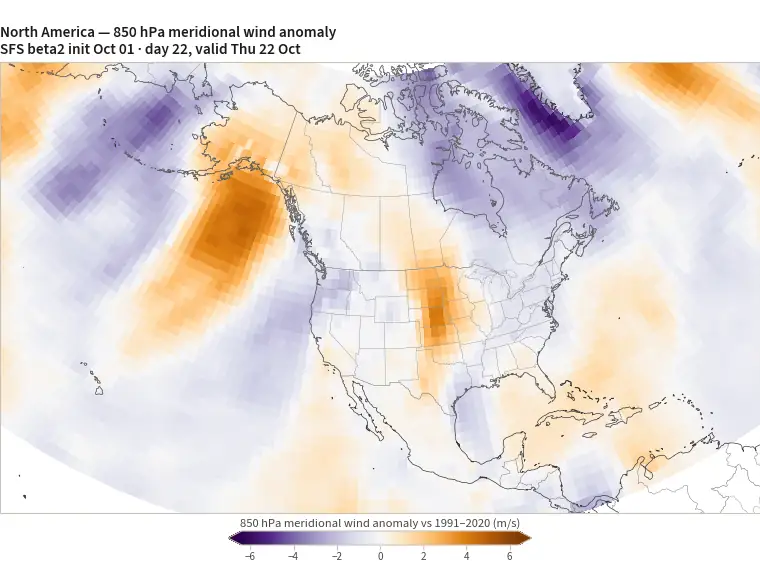 North America — 850 hPa meridional wind anomaly
SFS beta2 init Oct 01 · day 22, valid Thu 22 Oct
850 hPa meridional wind anomaly vs 1991–2020 (m/s)
−6 −4 −2 0 2 4 6